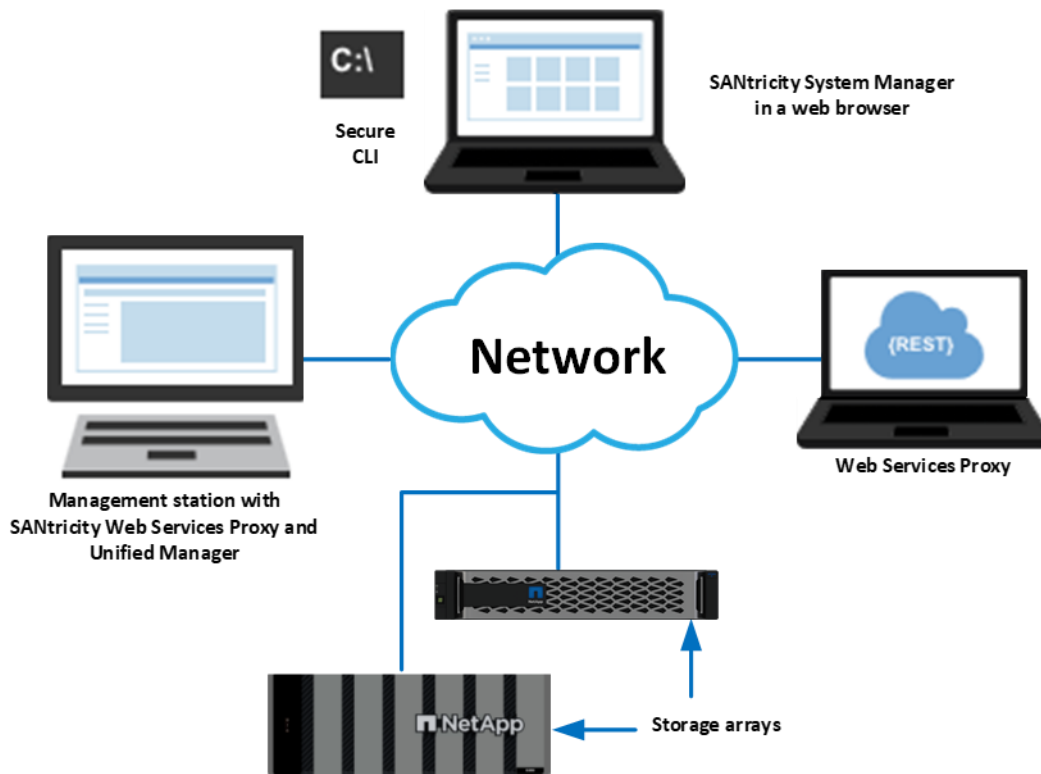 C:\
Secure
CLI
SANtricity System Manager
in a web browser
Network
{REST}
Web Services Proxy
Management station with
SANtricity Web Services Proxy and
Unified Manager
NetApp
NetApp
Storage arrays